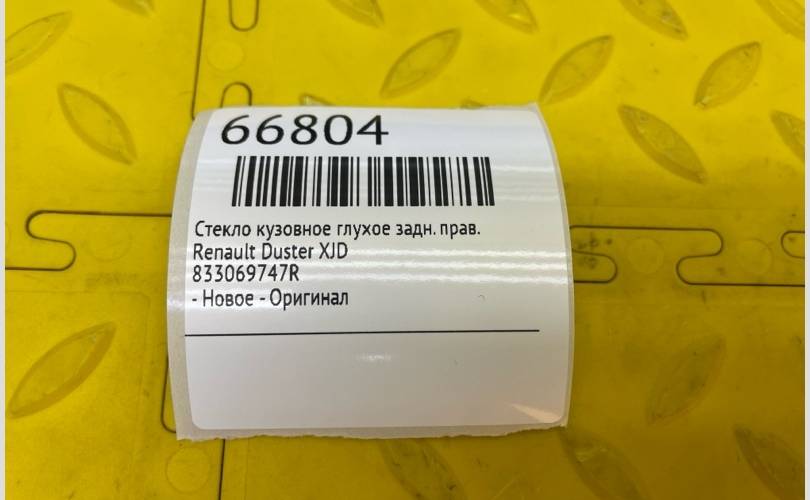 66804
Стекло кузовное глухое задн. прав.
Renault Duster XJD
833069747R
- Новое - Оригинал